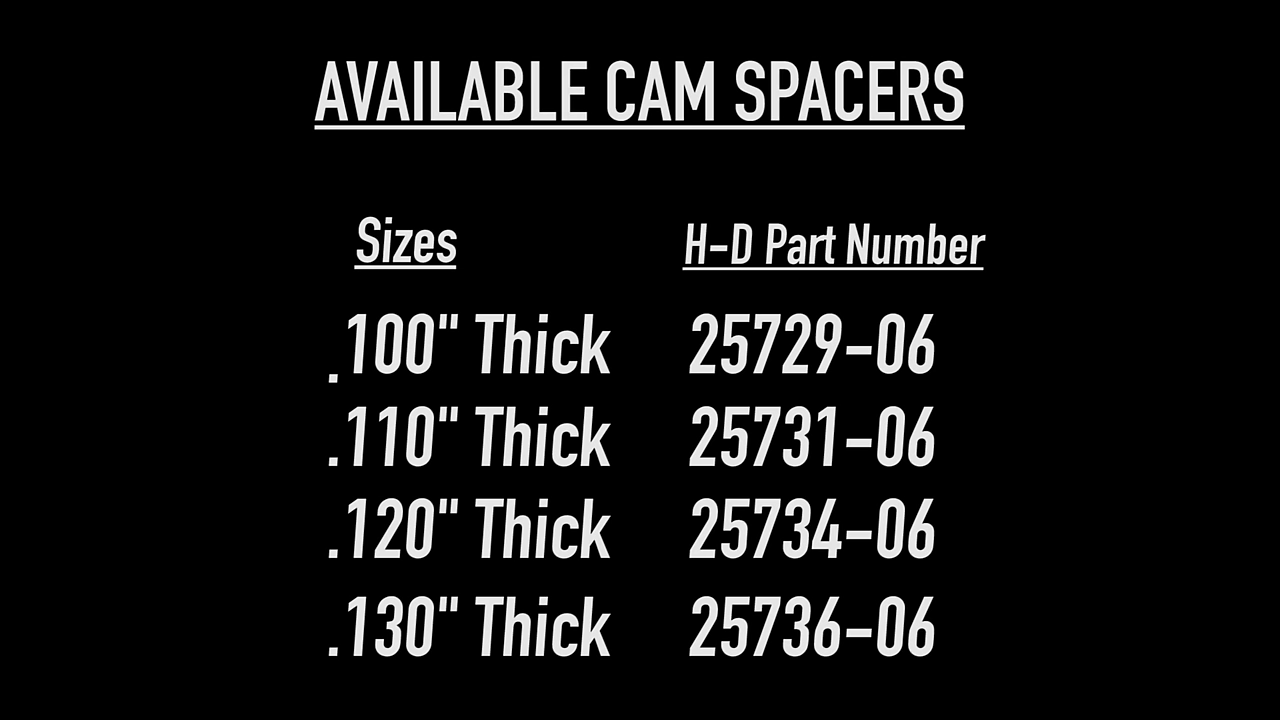 AVAILABLE CAM SPACERS
Sizes H-D Part Number
.100" Thick 25729-06
.110" Thick 25731-06
.120" Thick 25734-06
.130" Thick 25736-06